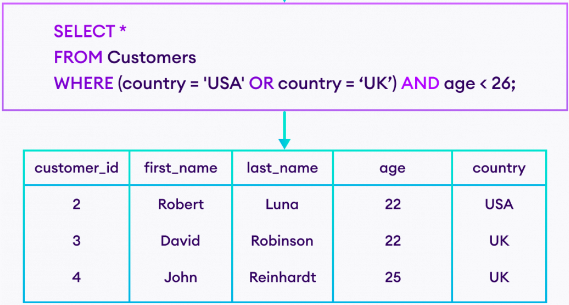 SELECT *
FROM Customers
WHERE (country = 'USA' OR country = ‘UK’) AND age < 26;
customer_id first_name last_name age country
2 Robert Luna 22 USA
3 David Robinson 22 UK
4 John Reinhardt 25 UK